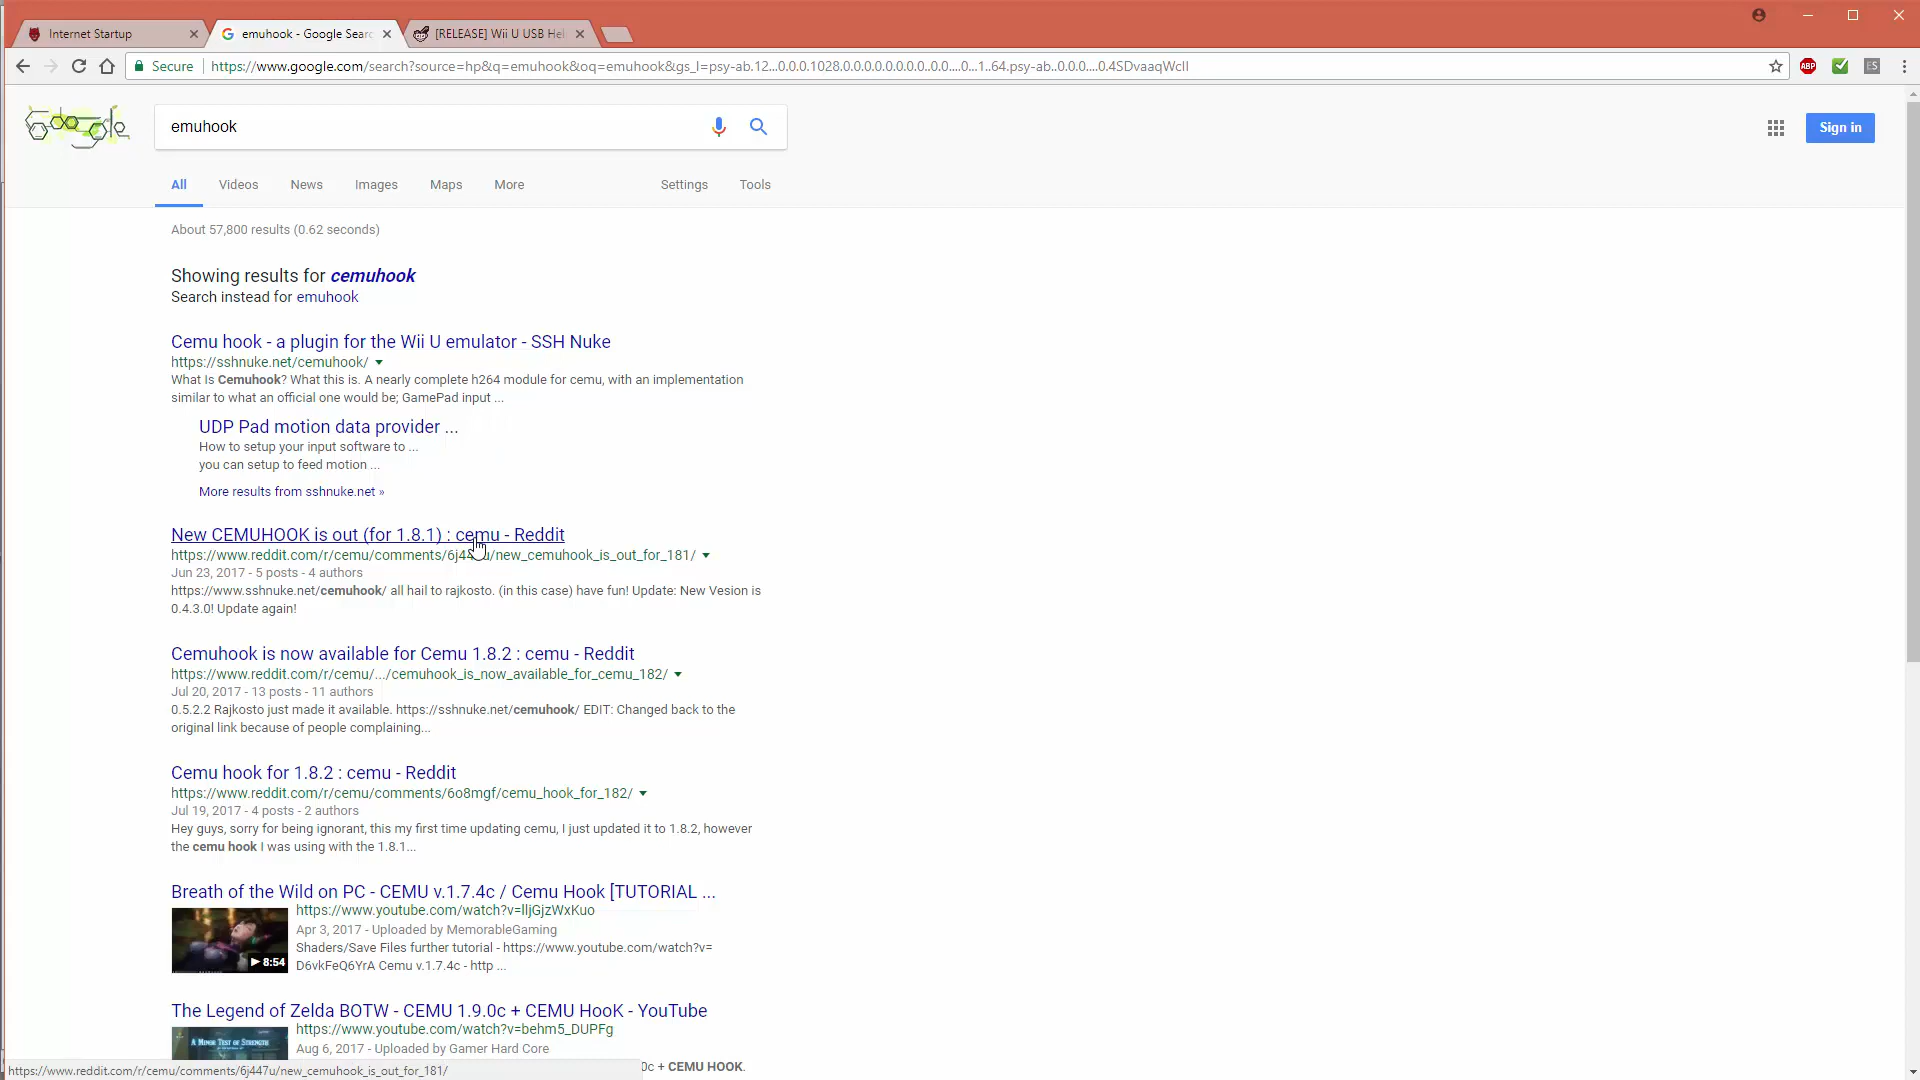 Internet Startup
emuhook - Google Sear
[RELEASE] Wii U USB Hel
Secure
https://www.google.com/search?source=hp&q=emuhook&oq=emuhook&gs_l=psy-ab.12...0.0.0.1028.0.0.0.0.0.0.0.0..0.0....0...1..64.psy-ab..0.0.0....0.4SDvaaqWcII
ABP
ES
emuhook
Sign in
All
Videos
News
Images
Maps
More
Settings
Tools
About 57,800 results (0.62 seconds)
Showing results for cemuhook
Search instead for emuhook
Cemu hook - a plugin for the Wii U emulator - SSH Nuke
https://sshnuke.net/cemuhook/
What Is Cemuhook? What this is. A nearly complete h264 module for cemu, with an implementation
similar to what an official one would be; GamePad input ...
UDP Pad motion data provider ...
How to setup your input software to ...
you can setup to feed motion ...
More results from sshnuke.net »
New CEMUHOOK is out (for 1.8.1) : cemu - Reddit
https://www.reddit.com/r/cemu/comments/6j447u/new_cemuhook_is_out_for_181/
Jun 23, 2017 - 5 posts - 4 authors
https://www.sshnuke.net/cemuhook/ all hail to rajkosto. (in this case) have fun! Update: New Vesion is
0.4.3.0! Update again!
Cemuhook is now available for Cemu 1.8.2 : cemu - Reddit
https://www.reddit.com/r/cemu/.../cemuhook_is_now_available_for_cemu_182/
Jul 20, 2017 - 13 posts - 11 authors
0.5.2.2 Rajkosto just made it available. https://sshnuke.net/cemuhook/ EDIT: Changed back to the
original link because of people complaining...
Cemu hook for 1.8.2 : cemu - Reddit
https://www.reddit.com/r/cemu/comments/6o8mgf/cemu_hook_for_182/
Jul 19, 2017 - 4 posts - 2 authors
Hey guys, sorry for being ignorant, this my first time updating cemu, I just updated it to 1.8.2, however
the cemu hook I was using with the 1.8.1...
Breath of the Wild on PC - CEMU v.1.7.4c / Cemu Hook [TUTORIAL ...
https://www.youtube.com/watch?v=lljGjzWxKuo
Apr 3, 2017 - Uploaded by MemorableGaming
Shaders/Save Files further tutorial - https://www.youtube.com/watch?v=
8:54
D6vkFeQ6YrA Cemu v.1.7.4c - http ...
The Legend of Zelda BOTW - CEMU 1.9.0c + CEMU HooK - YouTube
https://www.youtube.com/watch?v=behm5_DUPFg
A MINOR TEST OF STRENGTH
Aug 6, 2017 - Uploaded by Gamer Hard Core
0c + CEMU HOOK.
https://www.reddit.com/r/cemu/comments/6j447u/new_cemuhook_is_out_for_181/